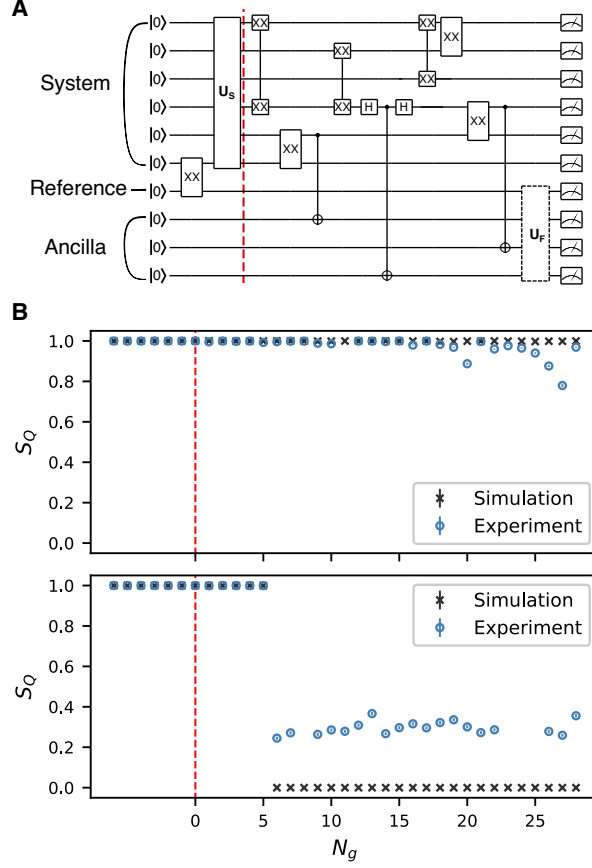 A
System
Reference
Ancilla
|0⟩ XX XX XX
|0⟩ XX
|0⟩ U_S XX
|0⟩ XX XX H H XX
|0⟩ XX
|0⟩ XX
|0⟩
|0⟩
|0⟩ U_F
|0⟩
B
1.0
0.8
0.6
0.4
0.2
0.0
S_Q
Simulation
Experiment
1.0
0.8
0.6
0.4
0.2
0.0
S_Q
Simulation
Experiment
0 5 10 15 20 25
N_g